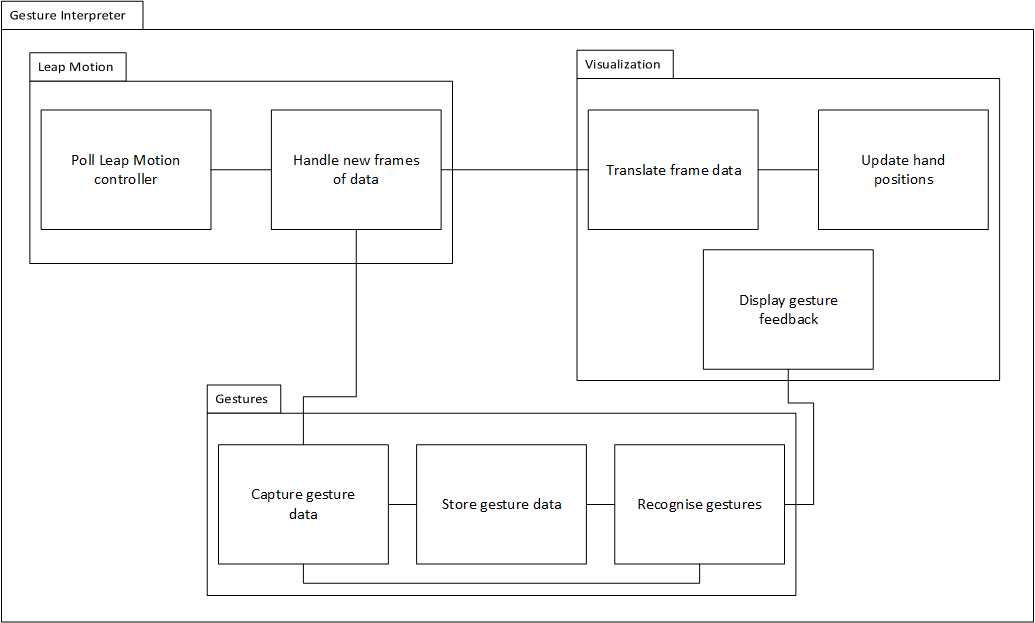 Gesture Interpreter
Leap Motion
Visualization
Poll Leap Motion
controller
Handle new frames
of data
Translate frame data
Update hand
positions
Display gesture
feedback
Gestures
Capture gesture
data
Store gesture data
Recognise gestures